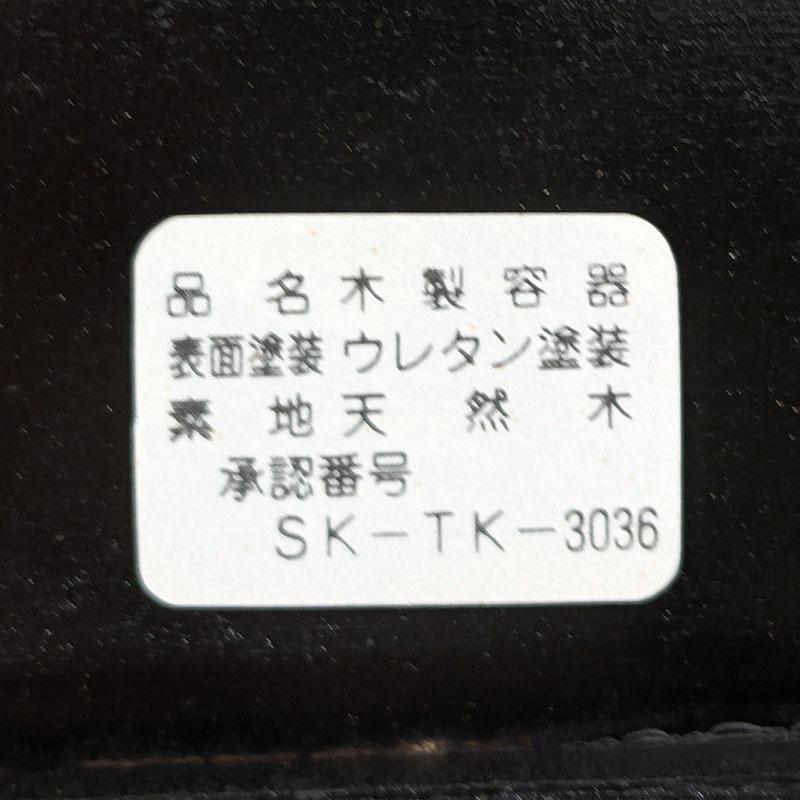 品名 木製容器
表面塗装 ウレタン塗装
素地 天然木
承認番号
SK-TK-3036